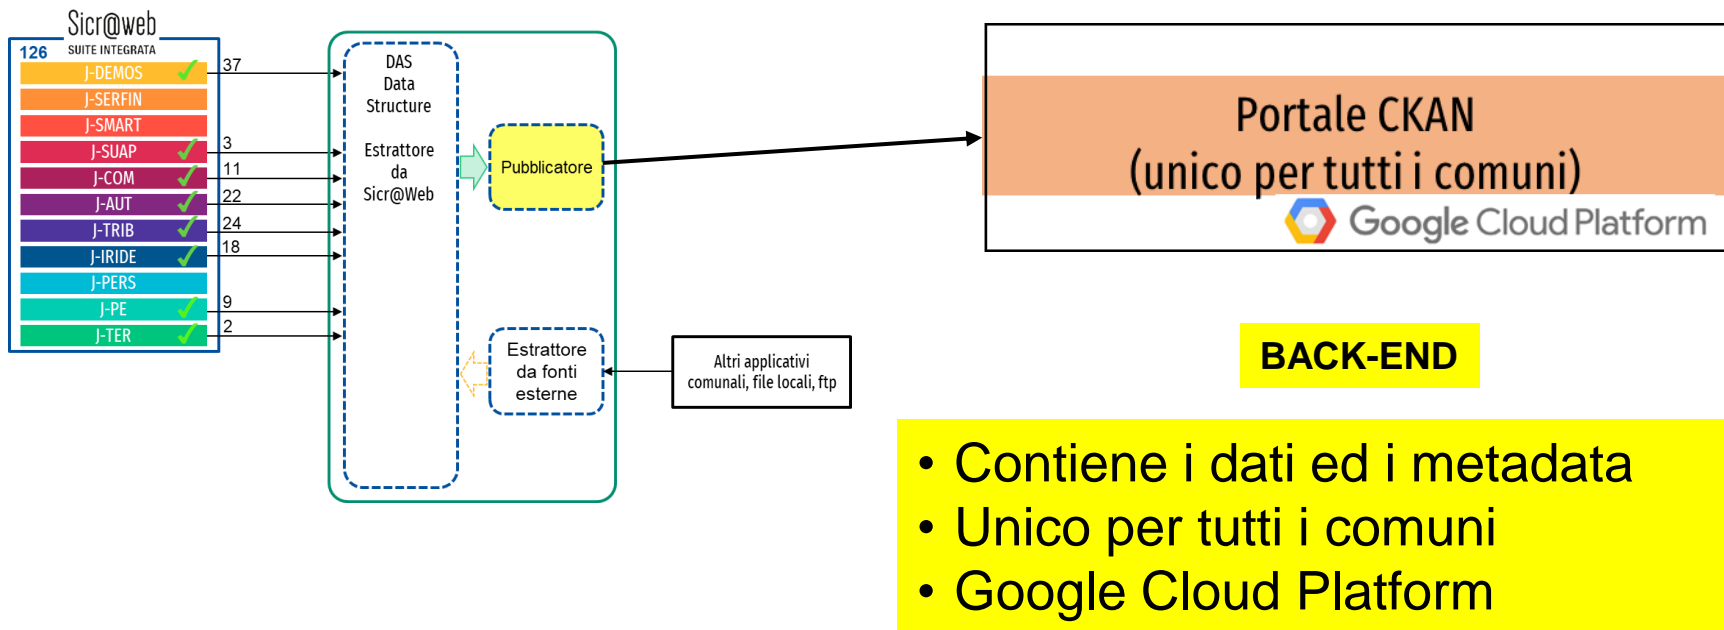 Sicr@web
SUITE INTEGRATA
126
J-DEMOS
37
J-SERFIN
J-SMART
J-SUAP
3
J-COM
11
J-AUT
22
J-TRIB
24
J-IRIDE
18
J-PERS
J-PE
9
J-TER
2
DAS
Data
Structure
Estrattore
da
Sicr@Web
Pubblicatore
Estrattore
da fonti
esterne
Altri applicativi
comunali, file locali, ftp
Portale CKAN
(unico per tutti i comuni)
Google Cloud Platform
BACK-END
• Contiene i dati ed i metadata
• Unico per tutti i comuni
• Google Cloud Platform